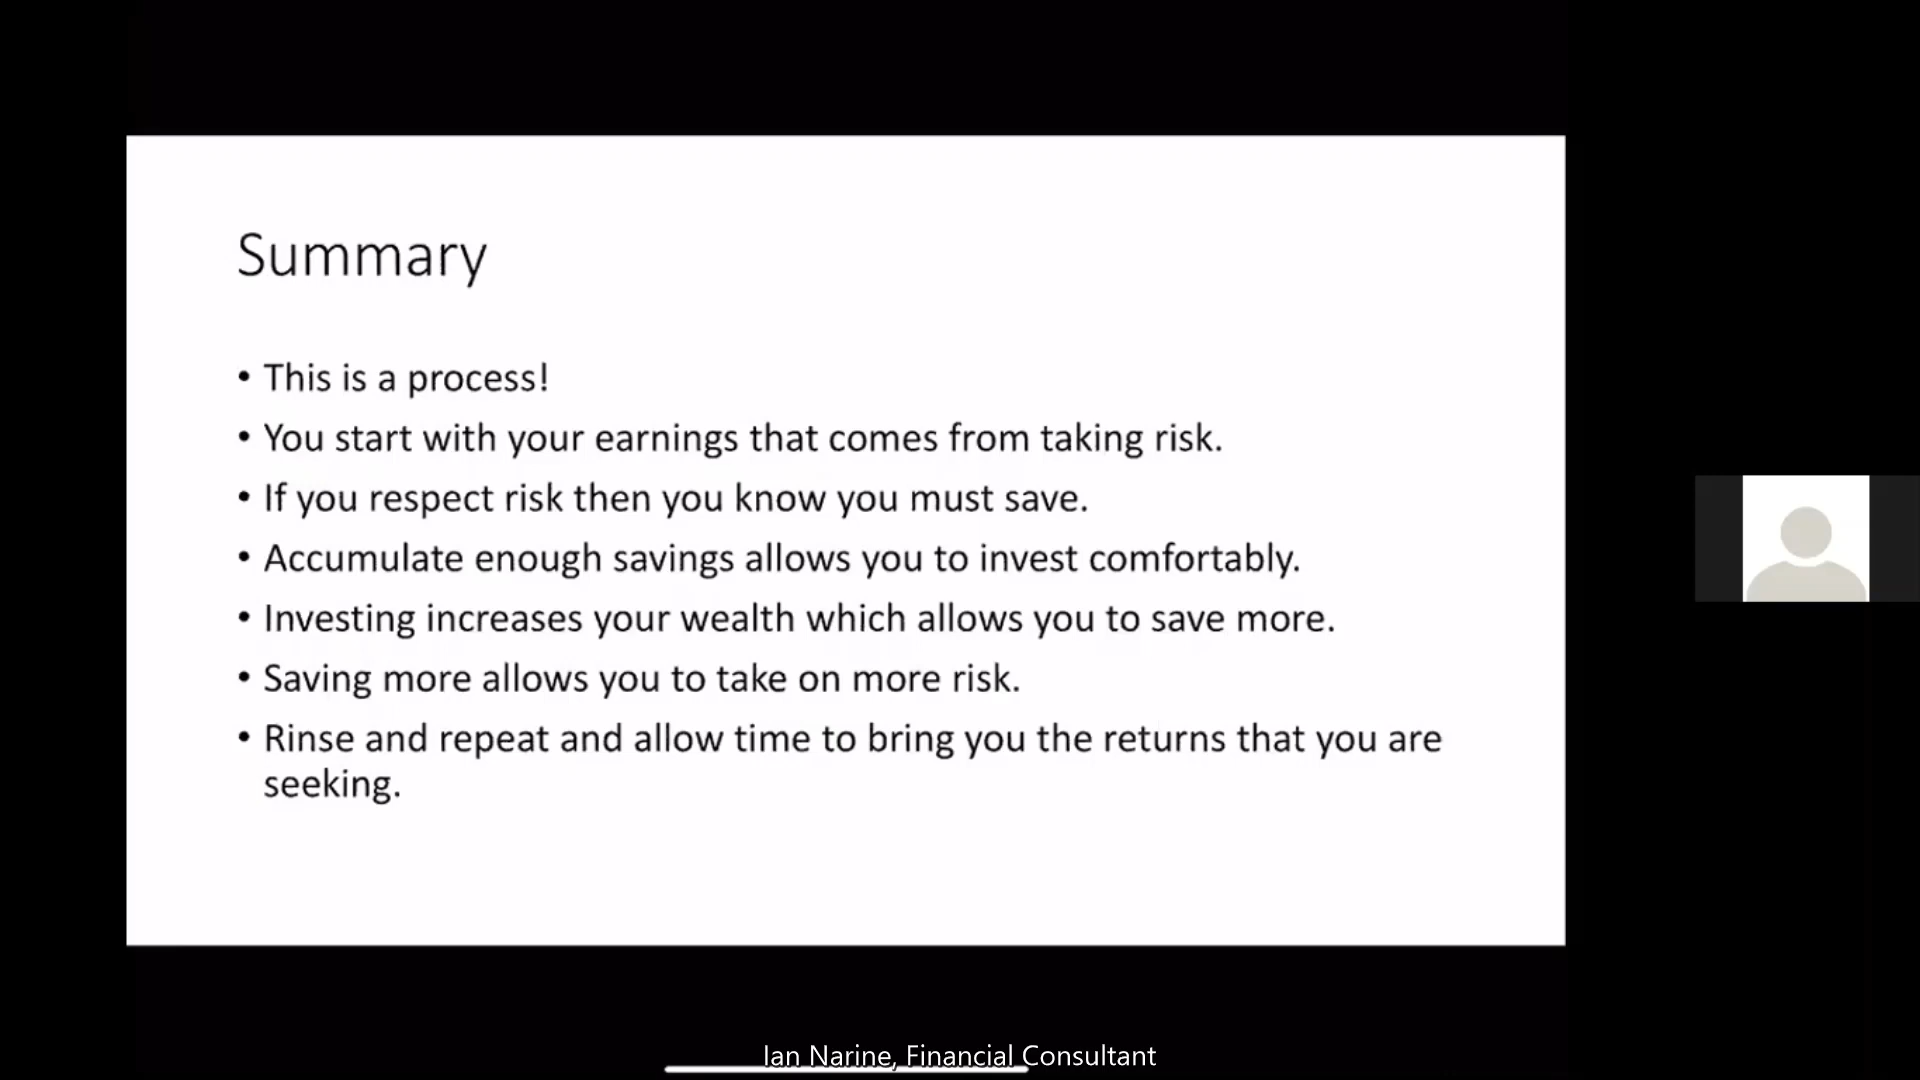 Summary
• This is a process!
• You start with your earnings that comes from taking risk.
• If you respect risk then you know you must save.
• Accumulate enough savings allows you to invest comfortably.
• Investing increases your wealth which allows you to save more.
• Saving more allows you to take on more risk.
• Rinse and repeat and allow time to bring you the returns that you are
seeking.
Ian Narine, Financial Consultant